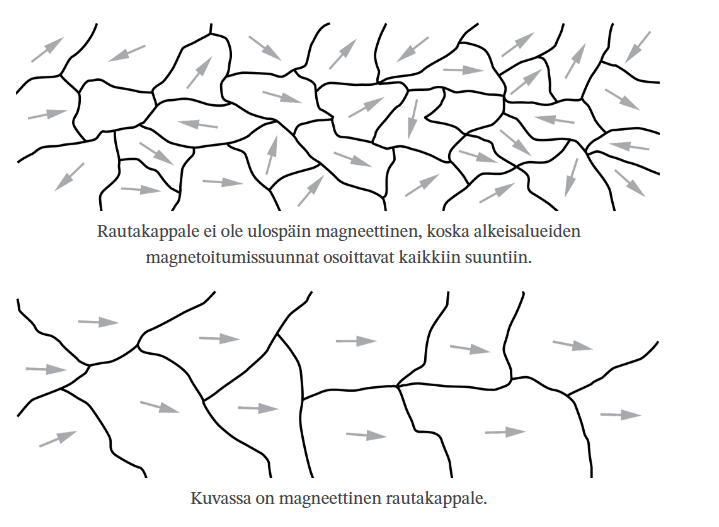 Rautakappale ei ole ulospäin magneettinen, koska alkeisalueiden
magnetoitumissuunnat osoittavat kaikkiin suuntiin.
Kuvassa on magneettinen rautakappale.